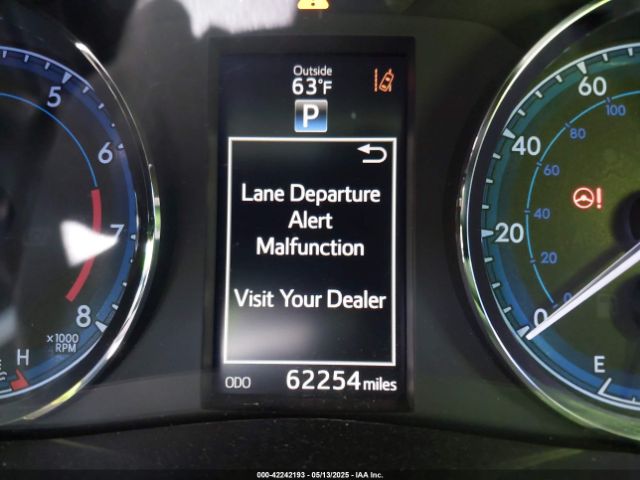 Outside
63°F
P
Lane Departure
Alert
Malfunction
Visit Your Dealer
ODO 62254 miles
5
6
7
8
x1000
RPM
H
60
40
20
0
100
80
60
40
20
0
!
E
000-42242193 - 05/13/2025 - IAA Inc.